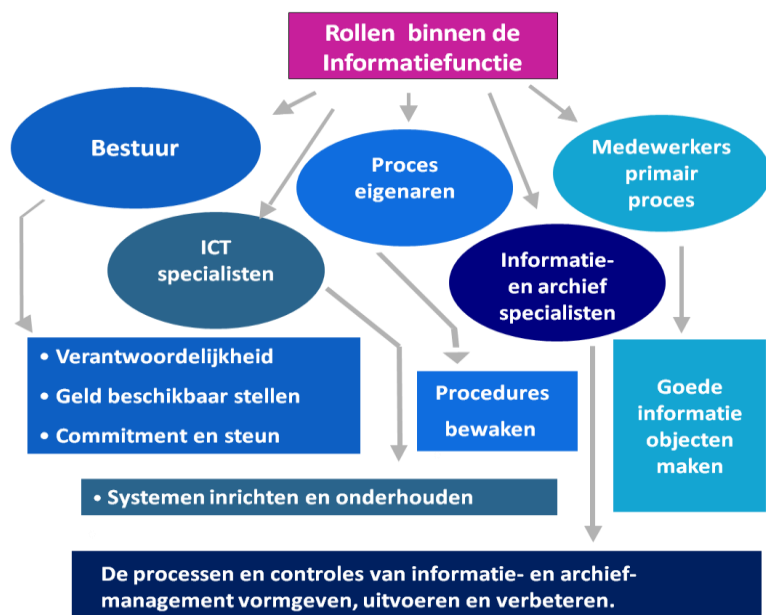 Rollen binnen de
Informatiefunctie
Bestuur
Proces
eigenaren
Medewerkers
primair
proces
ICT
specialisten
Informatie-
en archief
specialisten
• Verantwoordelijkheid
• Geld beschikbaar stellen
• Commitment en steun
Procedures
bewaken
Goede
informatie
objecten
maken
• Systemen inrichten en onderhouden
De processen en controles van informatie- en archief-
management vormgeven, uitvoeren en verbeteren.